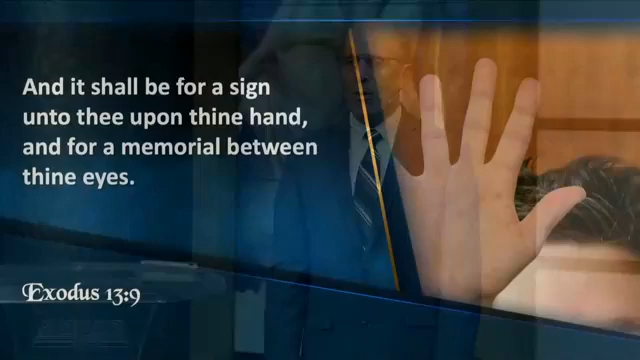 And it shall be for a sign
unto thee upon thine hand,
and for a memorial between
thine eyes.
Exodus 13:9